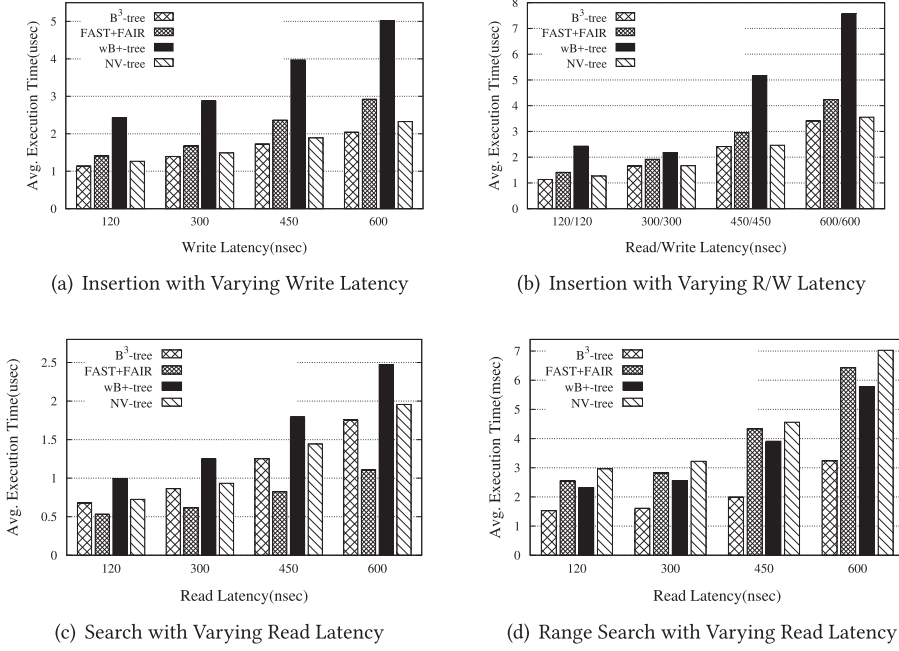 5
4
3
2
1
0
Avg. Execution Time(usec)
B³-tree
FAST+FAIR
wB+-tree
NV-tree
120 300 450 600
Write Latency(nsec)
(a) Insertion with Varying Write Latency
8
7
6
5
4
3
2
1
0
Avg. Execution Time(usec)
B³-tree
FAST+FAIR
wB+-tree
NV-tree
120/120 300/300 450/450 600/600
Read/Write Latency(nsec)
(b) Insertion with Varying R/W Latency
2.5
2
1.5
1
0.5
0
Avg. Execution Time(usec)
B³-tree
FAST+FAIR
wB+-tree
NV-tree
120 300 450 600
Read Latency(nsec)
(c) Search with Varying Read Latency
7
6
5
4
3
2
1
0
Avg. Execution Time(msec)
B³-tree
FAST+FAIR
wB+-tree
NV-tree
120 300 450 600
Read Latency(nsec)
(d) Range Search with Varying Read Latency